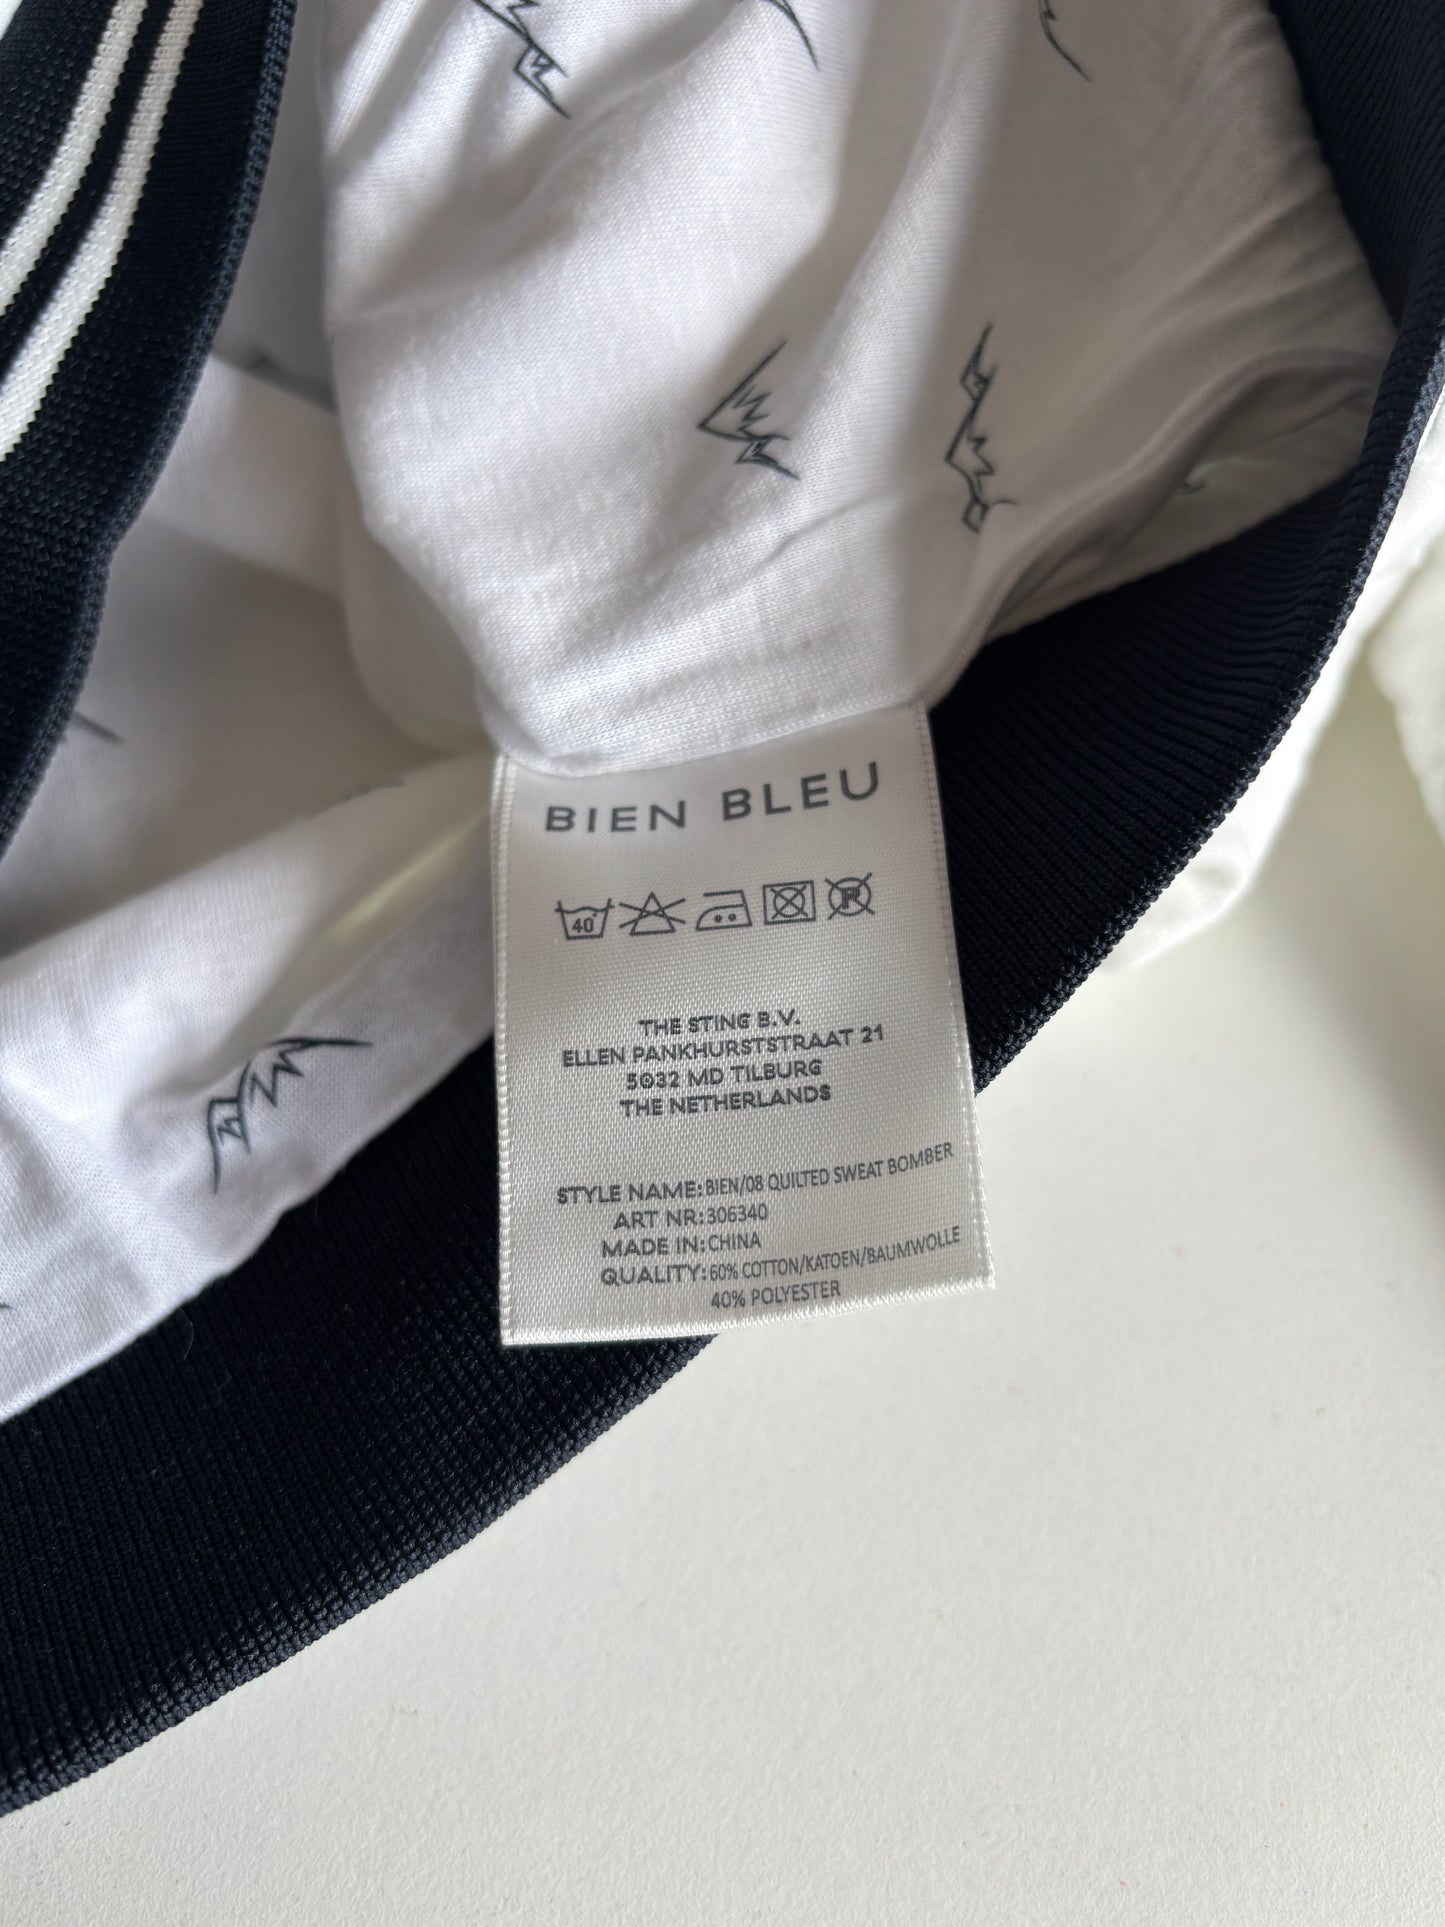 BIEN BLEU
40°
P
THE STING B.V.
ELLEN PANKHURSTSTRAAT 21
5032 MD TILBURG
THE NETHERLANDS
STYLE NAME: BIEN/08 QUILTED SWEAT BOMBER
ART NR: 306340
MADE IN: CHINA
QUALITY: 60% COTTON/KATOEN/BAUMWOLLE
40% POLYESTER